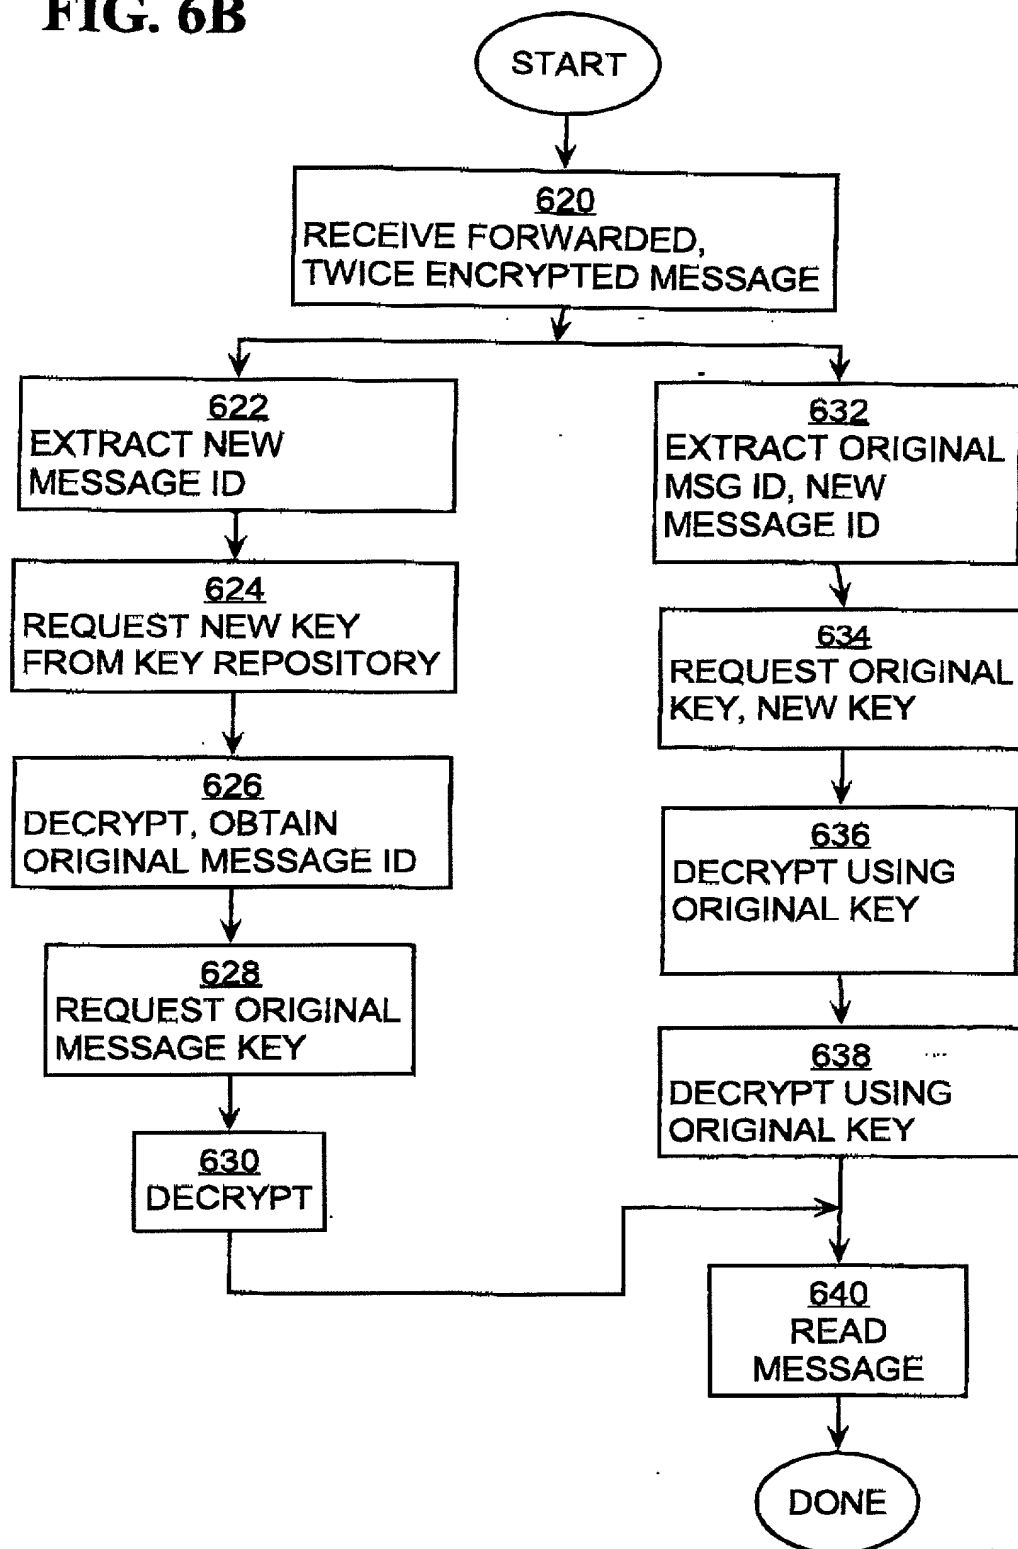 FIG. 6B
START
620
RECEIVE FORWARDED,
TWICE ENCRYPTED MESSAGE
622
EXTRACT NEW
MESSAGE ID
624
REQUEST NEW KEY
FROM KEY REPOSITORY
626
DECRYPT, OBTAIN
ORIGINAL MESSAGE ID
628
REQUEST ORIGINAL
MESSAGE KEY
630
DECRYPT
632
EXTRACT ORIGINAL
MSG ID, NEW
MESSAGE ID
634
REQUEST ORIGINAL
KEY, NEW KEY
636
DECRYPT USING
ORIGINAL KEY
638
DECRYPT USING
ORIGINAL KEY
640
READ
MESSAGE
DONE